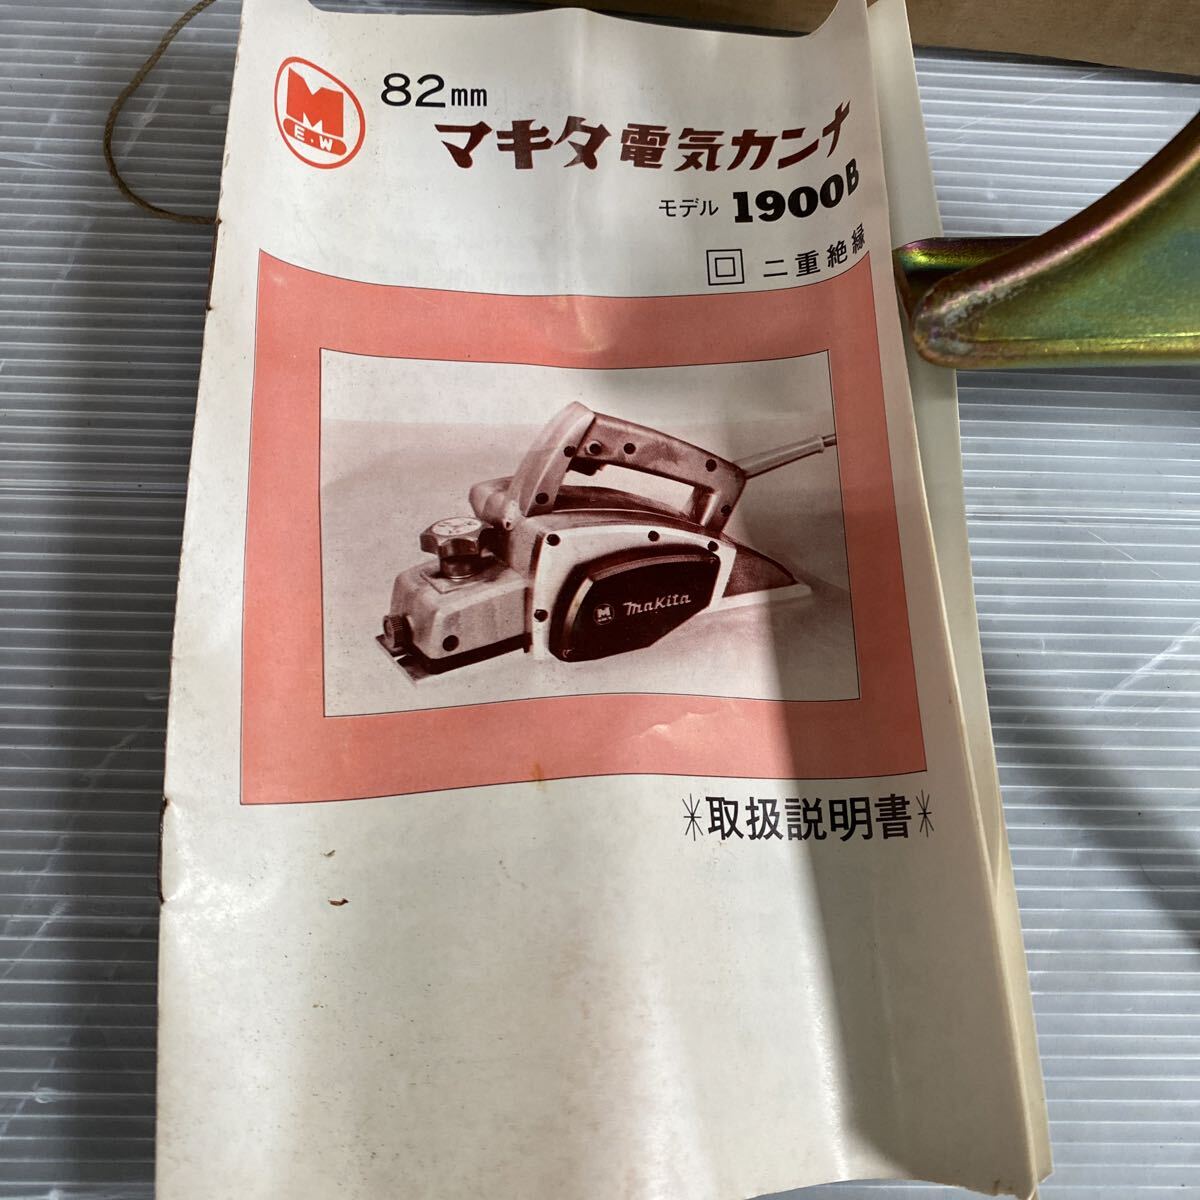 M
E.W
82mm
マキタ電気カンナ
モデル 1900B
回 二重絶縁
M makita
取扱説明書